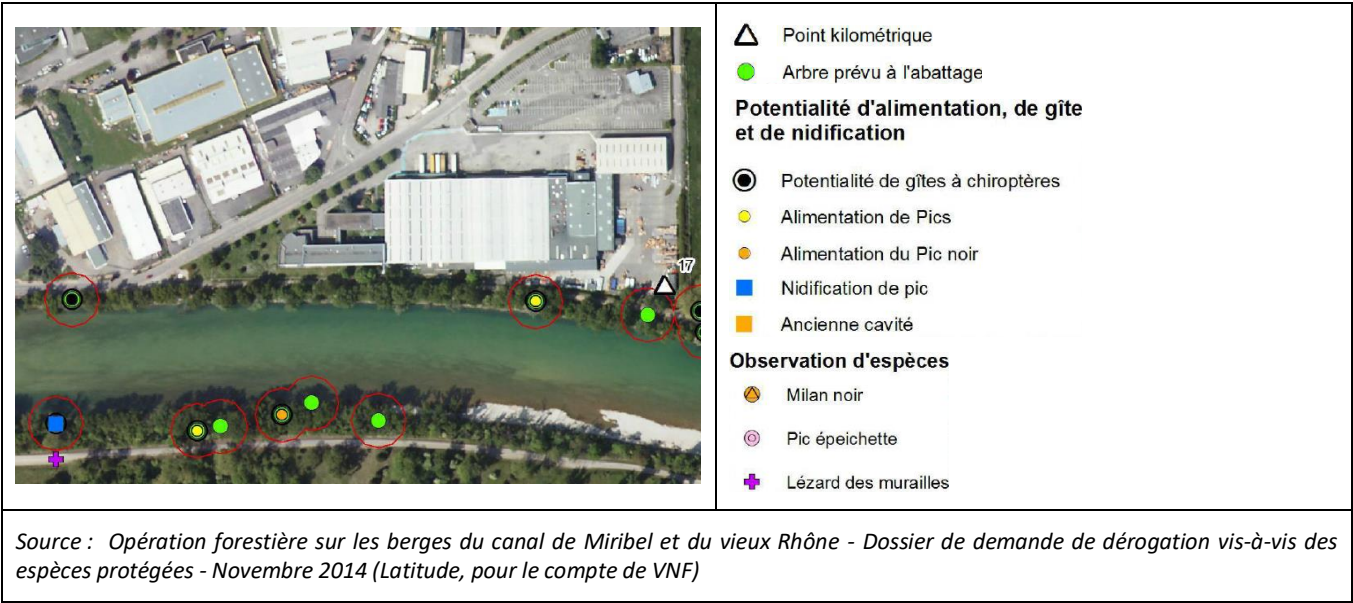 17
Point kilométrique
Arbre prévu à l'abattage
Potentialité d'alimentation, de gîte
et de nidification
Potentialité de gîtes à chiroptères
Alimentation de Pics
Alimentation du Pic noir
Nidification de pic
Ancienne cavité
Observation d'espèces
Milan noir
Pic épeichette
Lézard des murailles
Source : Opération forestière sur les berges du canal de Miribel et du vieux Rhône - Dossier de demande de dérogation vis-à-vis des
espèces protégées - Novembre 2014 (Latitude, pour le compte de VNF)